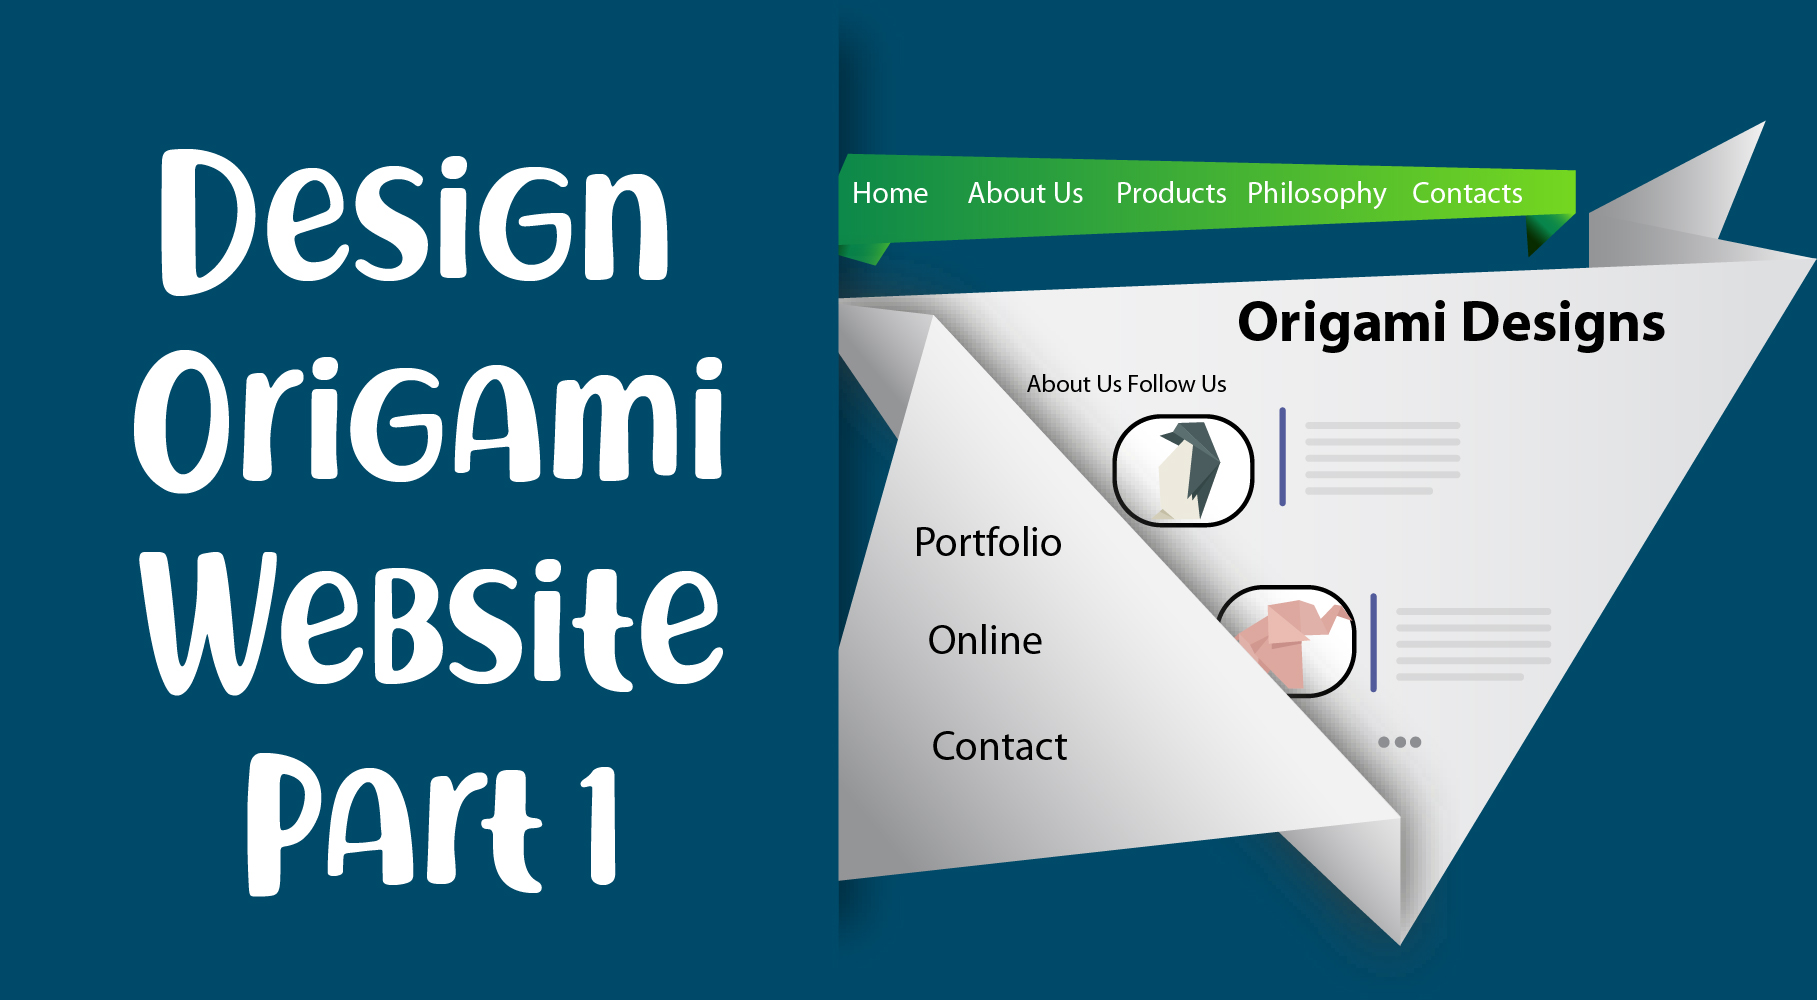 Design
Origami
Website
Part 1
Home About Us Products Philosophy Contacts
Origami Designs
About Us Follow Us
Portfolio
Online
Contact